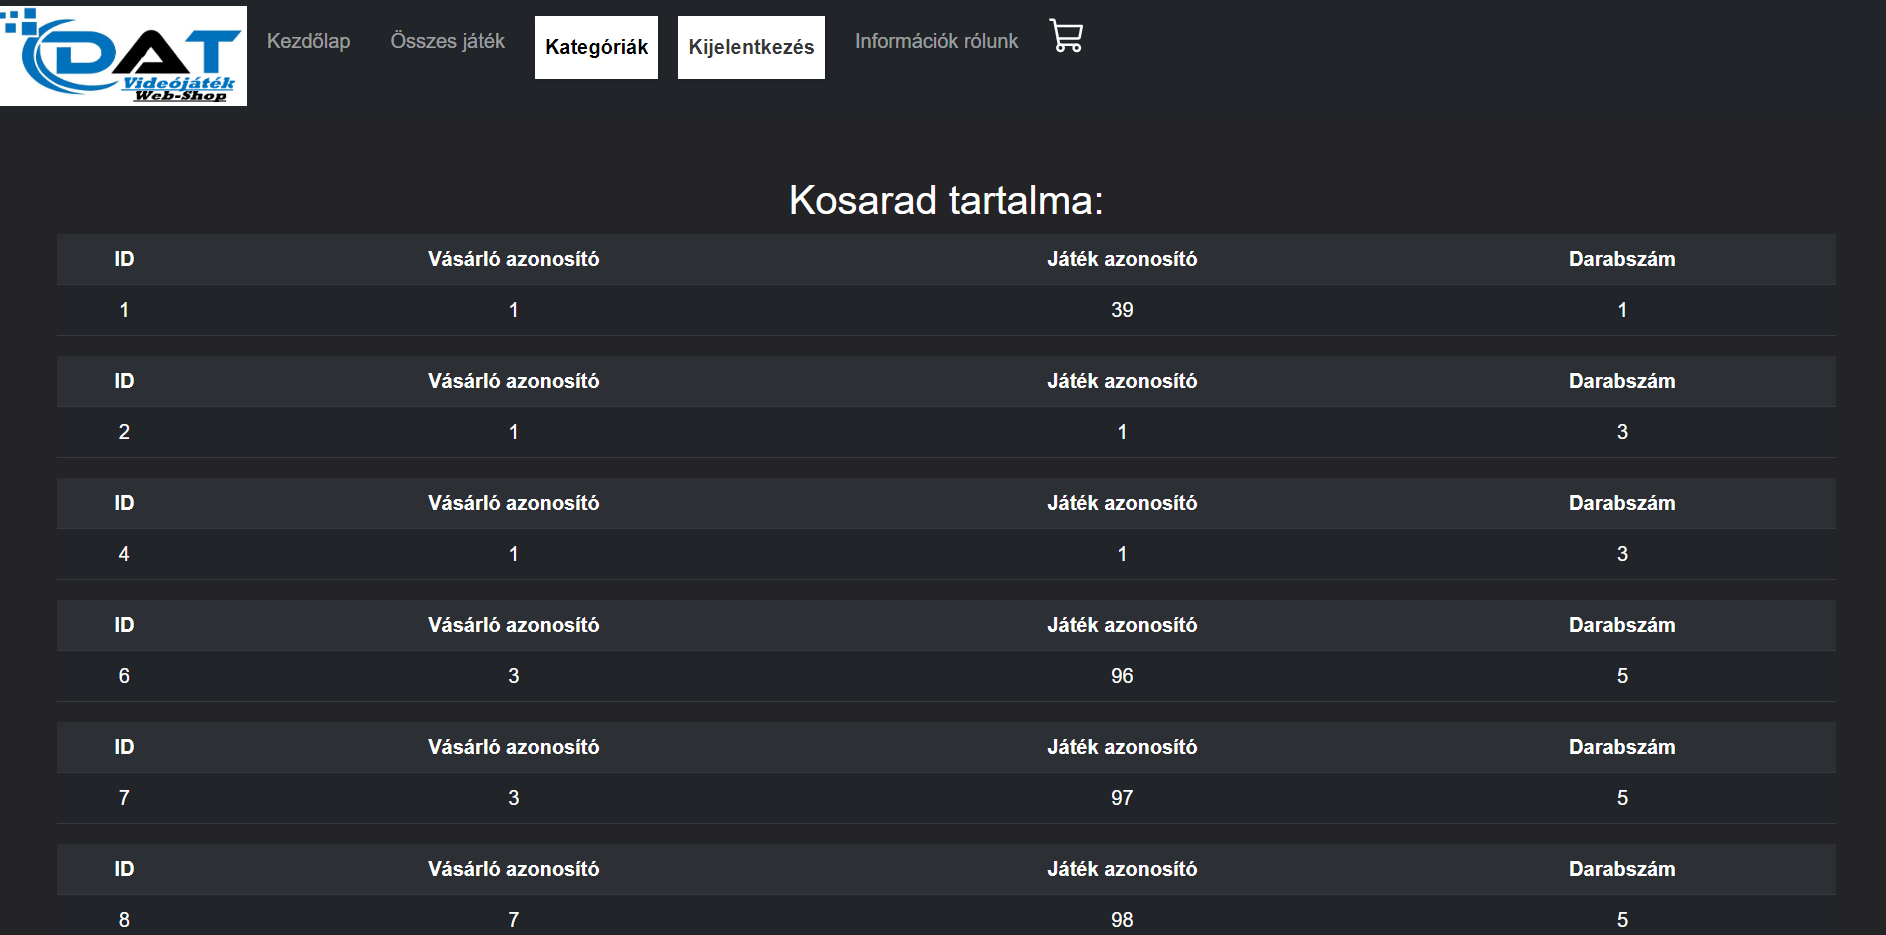 DAT
Videójáték
Web-Shop
Kezdőlap Összes játék Kategóriák Kijelentkezés Információk rólunk
Kosarad tartalma:
ID Vásárló azonosító Játék azonosító Darabszám
1 1 39 1
ID Vásárló azonosító Játék azonosító Darabszám
2 1 1 3
ID Vásárló azonosító Játék azonosító Darabszám
4 1 1 3
ID Vásárló azonosító Játék azonosító Darabszám
6 3 96 5
ID Vásárló azonosító Játék azonosító Darabszám
7 3 97 5
ID Vásárló azonosító Játék azonosító Darabszám
8 7 98 5